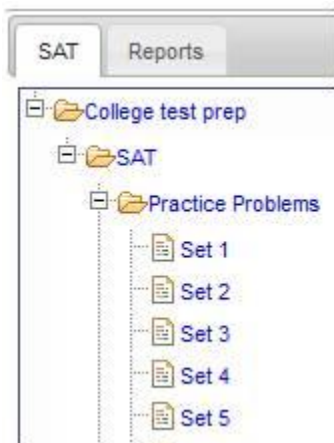 SAT Reports
College test prep
SAT
Practice Problems
Set 1
Set 2
Set 3
Set 4
Set 5